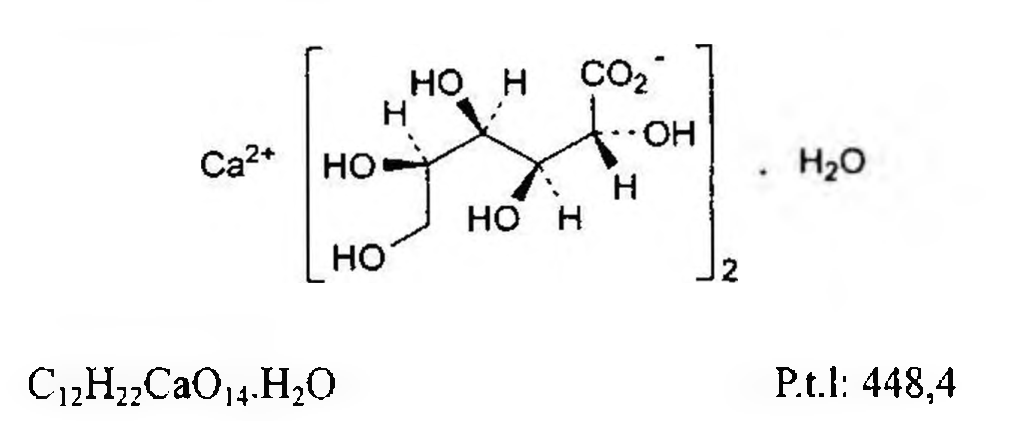 HO H CO₂⁻
H
OH
Ca²⁺ HO . H₂O
H
HO H
HO
2
C₁₂H₂₂CaO₁₄.H₂O P.t.l: 448,4